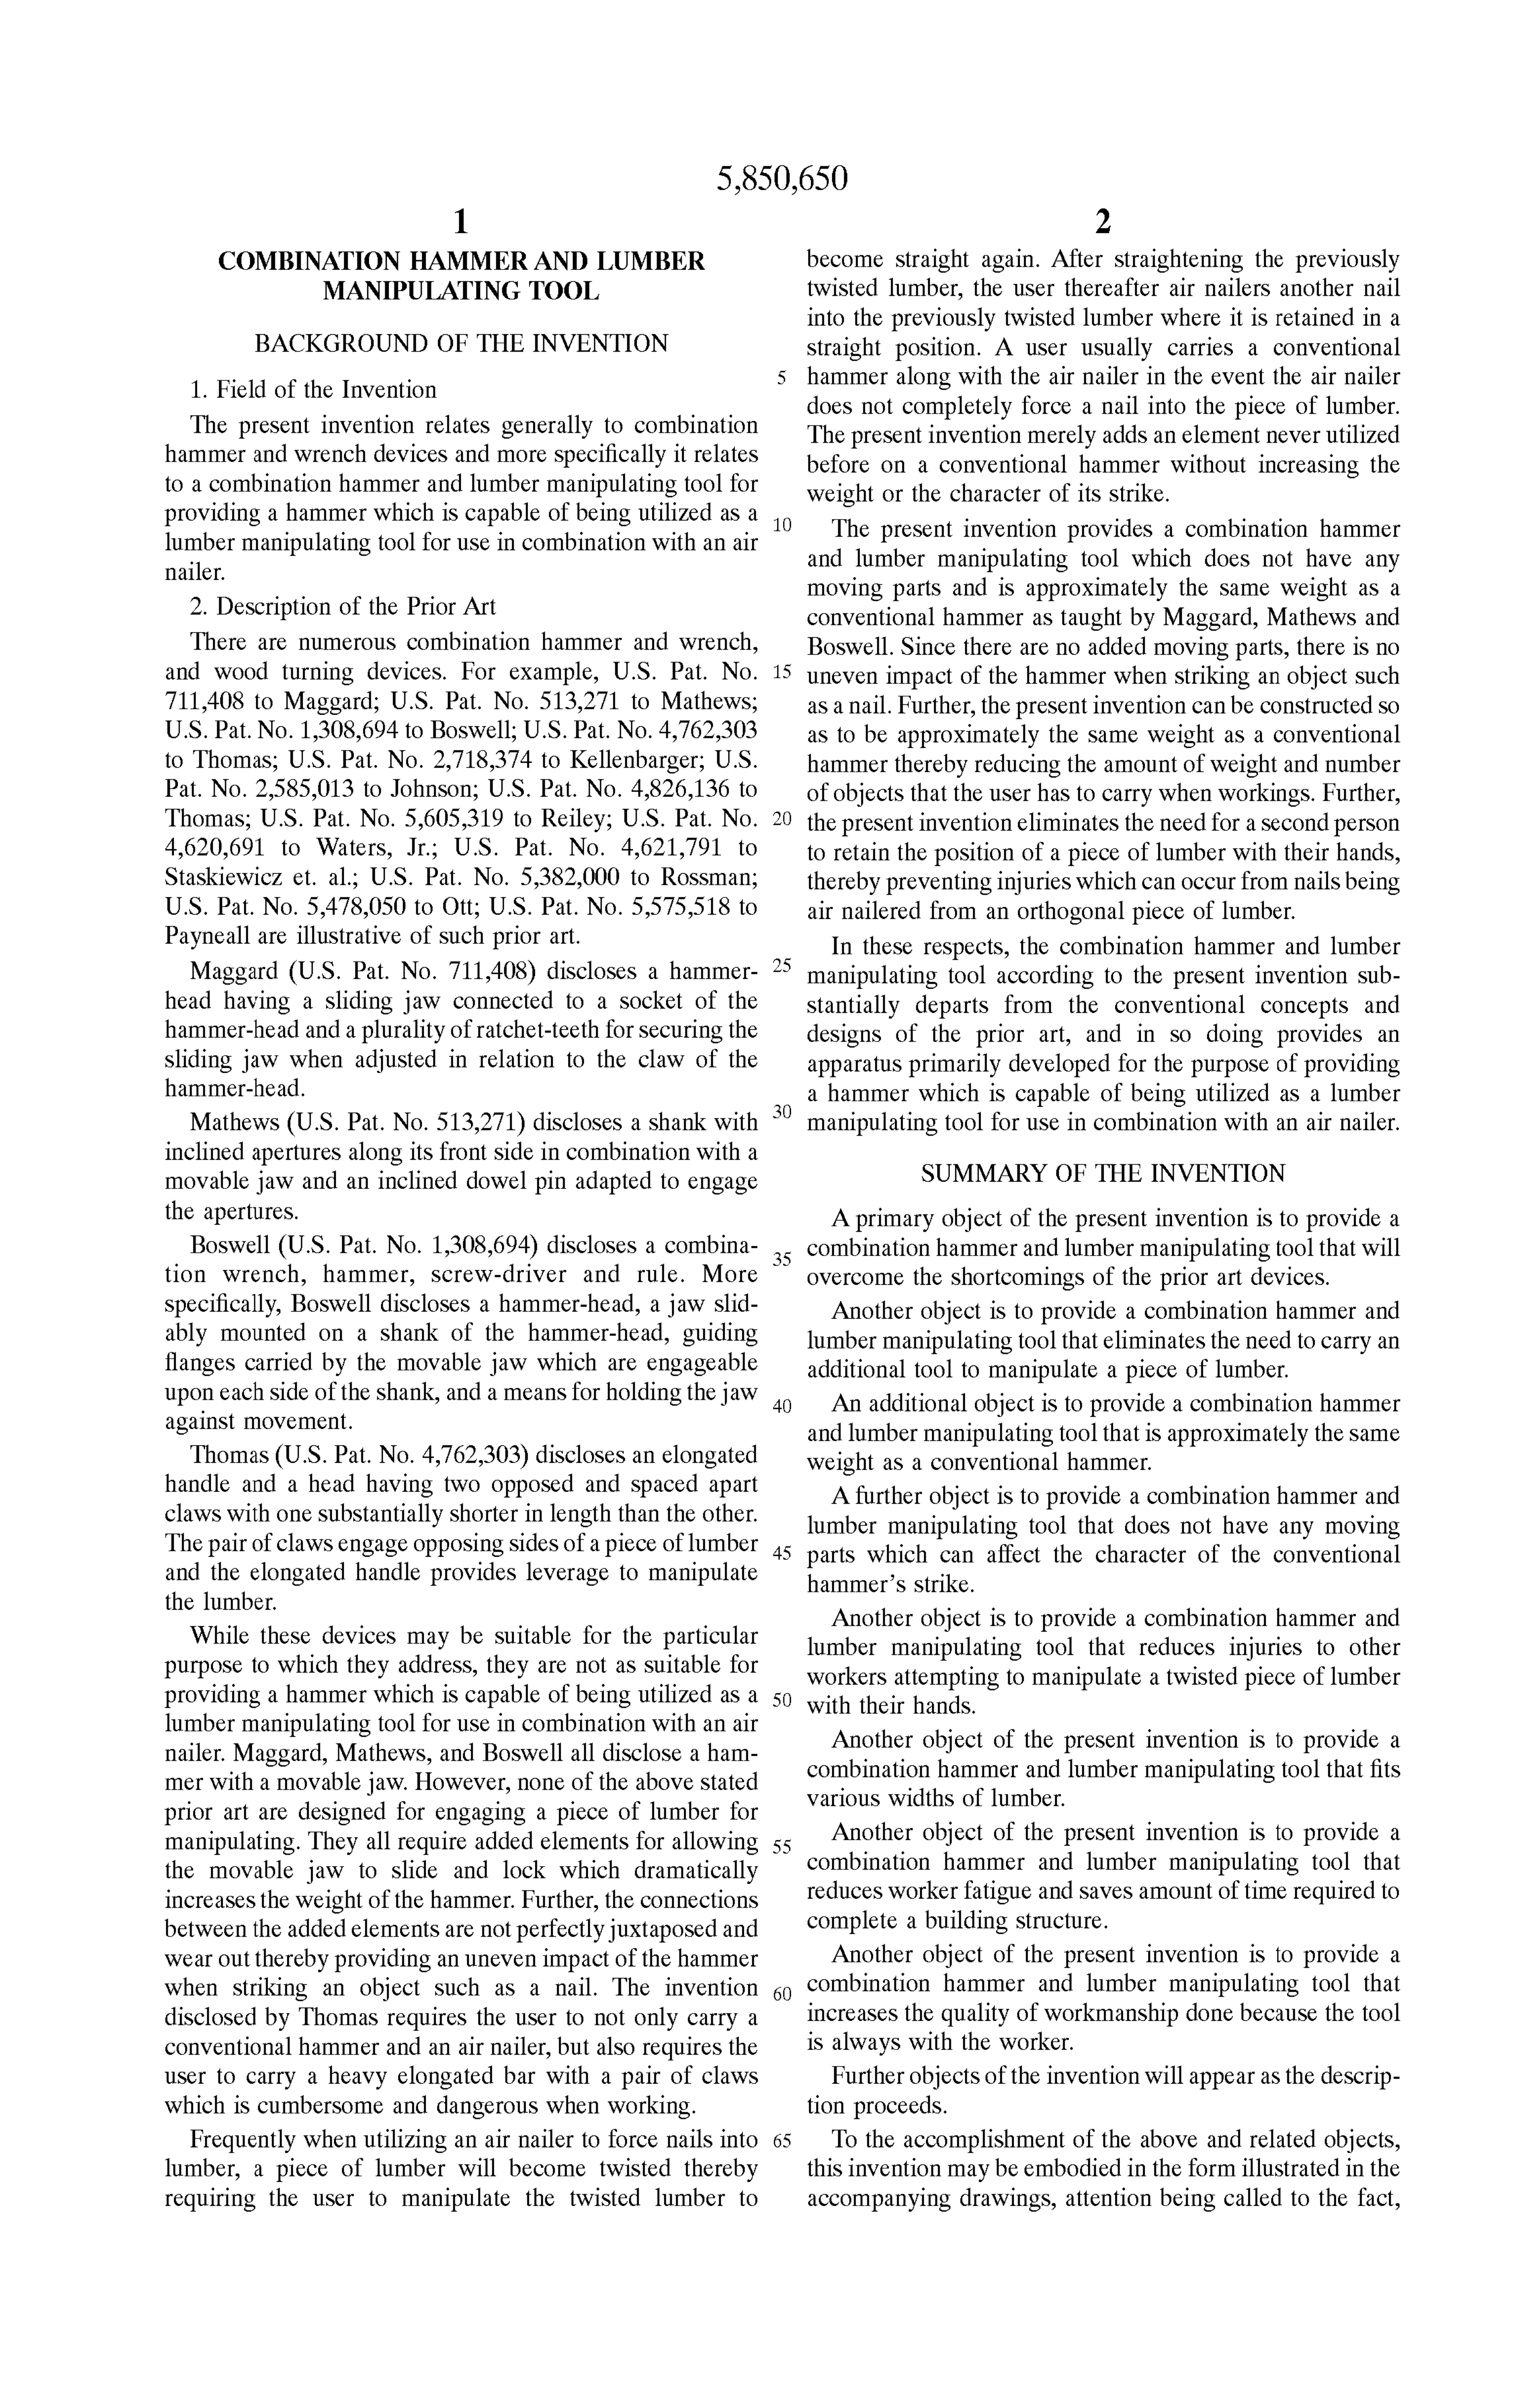 5,850,650
1
COMBINATION HAMMER AND LUMBER
MANIPULATING TOOL
BACKGROUND OF THE INVENTION
1. Field of the Invention
The present invention relates generally to combination
hammer and wrench devices and more specifically it relates
to a combination hammer and lumber manipulating tool for
providing a hammer which is capable of being utilized as a
lumber manipulating tool for use in combination with an air
nailer.
2. Description of the Prior Art
There are numerous combination hammer and wrench,
and wood turning devices. For example, U.S. Pat. No.
711,408 to Maggard; U.S. Pat. No. 513,271 to Mathews;
U.S. Pat. No. 1,308,694 to Boswell; U.S. Pat. No. 4,762,303
to Thomas; U.S. Pat. No. 2,718,374 to Kellenbarger; U.S.
Pat. No. 2,585,013 to Johnson; U.S. Pat. No. 4,826,136 to
Thomas; U.S. Pat. No. 5,605,319 to Reiley; U.S. Pat. No.
4,620,691 to Waters, Jr.; U.S. Pat. No. 4,621,791 to
Staskiewicz et. al.; U.S. Pat. No. 5,382,000 to Rossman;
U.S. Pat. No. 5,478,050 to Ott; U.S. Pat. No. 5,575,518 to
Payneall are illustrative of such prior art.
Maggard (U.S. Pat. No. 711,408) discloses a hammer-
head having a sliding jaw connected to a socket of the
hammer-head and a plurality of ratchet-teeth for securing the
sliding jaw when adjusted in relation to the claw of the
hammer-head.
Mathews (U.S. Pat. No. 513,271) discloses a shank with
inclined apertures along its front side in combination with a
movable jaw and an inclined dowel pin adapted to engage
the apertures.
Boswell (U.S. Pat. No. 1,308,694) discloses a combina-
tion wrench, hammer, screw-driver and rule. More
specifically, Boswell discloses a hammer-head, a jaw slid-
ably mounted on a shank of the hammer-head, guiding
flanges carried by the movable jaw which are engageable
upon each side of the shank, and a means for holding the jaw
against movement.
Thomas (U.S. Pat. No. 4,762,303) discloses an elongated
handle and a head having two opposed and spaced apart
claws with one substantially shorter in length than the other.
The pair of claws engage opposing sides of a piece of lumber
and the elongated handle provides leverage to manipulate
the lumber.
While these devices may be suitable for the particular
purpose to which they address, they are not as suitable for
providing a hammer which is capable of being utilized as a
lumber manipulating tool for use in combination with an air
nailer. Maggard, Mathews, and Boswell all disclose a ham-
mer with a movable jaw. However, none of the above stated
prior art are designed for engaging a piece of lumber for
manipulating. They all require added elements for allowing
the movable jaw to slide and lock which dramatically
increases the weight of the hammer. Further, the connections
between the added elements are not perfectly juxtaposed and
wear out thereby providing an uneven impact of the hammer
when striking an object such as a nail. The invention
disclosed by Thomas requires the user to not only carry a
conventional hammer and an air nailer, but also requires the
user to carry a heavy elongated bar with a pair of claws
which is cumbersome and dangerous when working.
Frequently when utilizing an air nailer to force nails into
lumber, a piece of lumber will become twisted thereby
requiring the user to manipulate the twisted lumber to
5
10
15
20
25
30
35
40
45
50
55
60
65
2
become straight again. After straightening the previously
twisted lumber, the user thereafter air nailers another nail
into the previously twisted lumber where it is retained in a
straight position. A user usually carries a conventional
hammer along with the air nailer in the event the air nailer
does not completely force a nail into the piece of lumber.
The present invention merely adds an element never utilized
before on a conventional hammer without increasing the
weight or the character of its strike.
The present invention provides a combination hammer
and lumber manipulating tool which does not have any
moving parts and is approximately the same weight as a
conventional hammer as taught by Maggard, Mathews and
Boswell. Since there are no added moving parts, there is no
uneven impact of the hammer when striking an object such
as a nail. Further, the present invention can be constructed so
as to be approximately the same weight as a conventional
hammer thereby reducing the amount of weight and number
of objects that the user has to carry when workings. Further,
the present invention eliminates the need for a second person
to retain the position of a piece of lumber with their hands,
thereby preventing injuries which can occur from nails being
air nailered from an orthogonal piece of lumber.
In these respects, the combination hammer and lumber
manipulating tool according to the present invention sub-
stantially departs from the conventional concepts and
designs of the prior art, and in so doing provides an
apparatus primarily developed for the purpose of providing
a hammer which is capable of being utilized as a lumber
manipulating tool for use in combination with an air nailer.
SUMMARY OF THE INVENTION
A primary object of the present invention is to provide a
combination hammer and lumber manipulating tool that will
overcome the shortcomings of the prior art devices.
Another object is to provide a combination hammer and
lumber manipulating tool that eliminates the need to carry an
additional tool to manipulate a piece of lumber.
An additional object is to provide a combination hammer
and lumber manipulating tool that is approximately the same
weight as a conventional hammer.
A further object is to provide a combination hammer and
lumber manipulating tool that does not have any moving
parts which can affect the character of the conventional
hammer's strike.
Another object is to provide a combination hammer and
lumber manipulating tool that reduces injuries to other
workers attempting to manipulate a twisted piece of lumber
with their hands.
Another object of the present invention is to provide a
combination hammer and lumber manipulating tool that fits
various widths of lumber.
Another object of the present invention is to provide a
combination hammer and lumber manipulating tool that
reduces worker fatigue and saves amount of time required to
complete a building structure.
Another object of the present invention is to provide a
combination hammer and lumber manipulating tool that
increases the quality of workmanship done because the tool
is always with the worker.
Further objects of the invention will appear as the descrip-
tion proceeds.
To the accomplishment of the above and related objects,
this invention may be embodied in the form illustrated in the
accompanying drawings, attention being called to the fact,